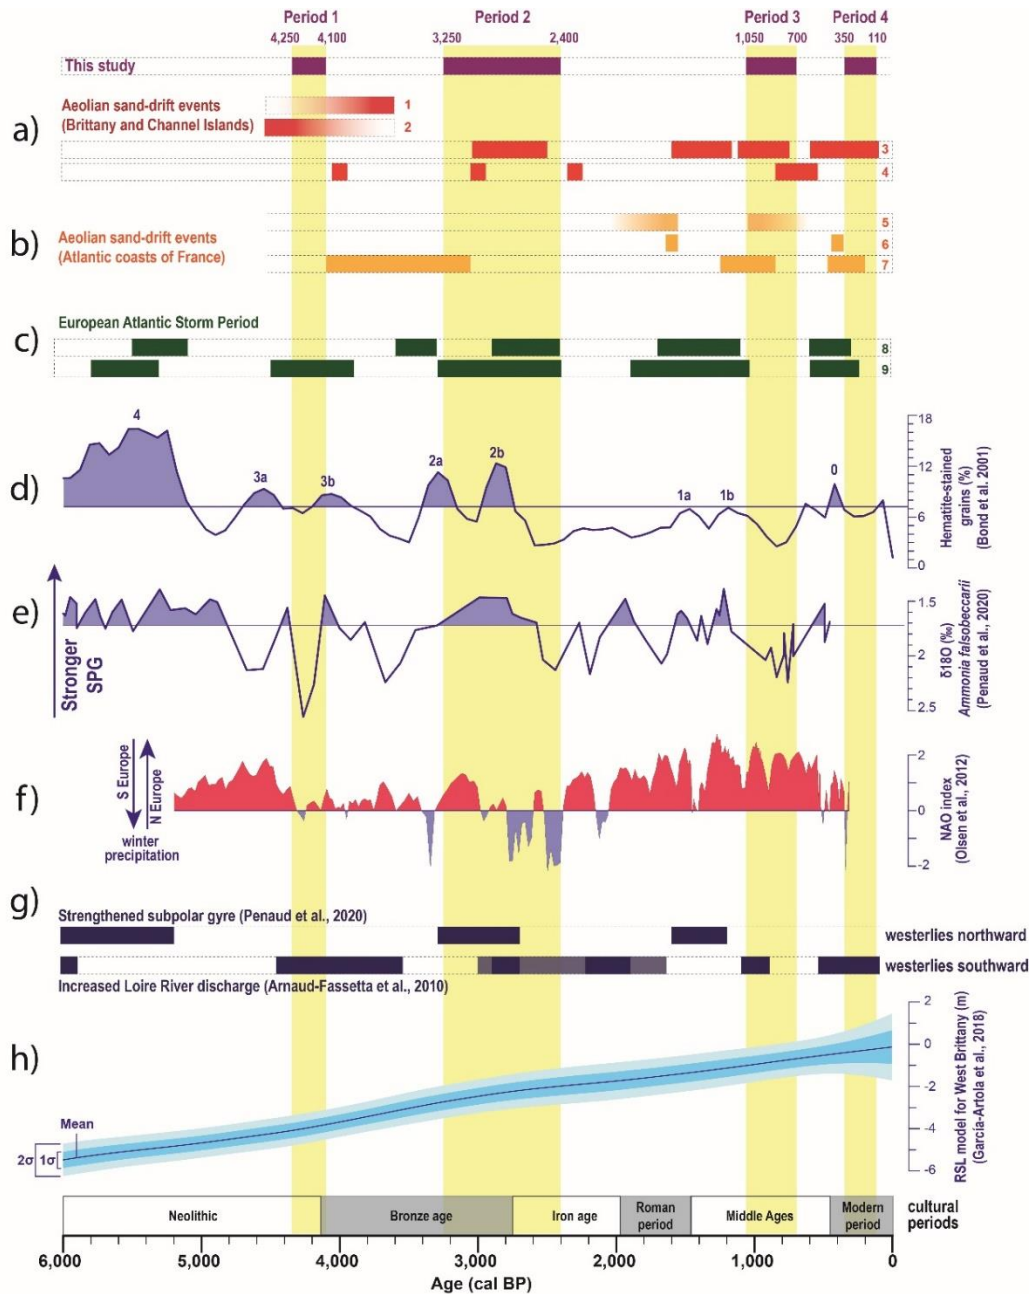 Period 1
Period 2
Period 3
Period 4
4,250 4,100
3,250
2,400
1,050 700
350 110
This study
a)
Aeolian sand-drift events
(Brittany and Channel Islands)
1
2
3
4
b)
Aeolian sand-drift events
(Atlantic coasts of France)
5
6
7
c)
European Atlantic Storm Period
8
9
d)
4
3a
3b
2a
2b
1a
1b
0
18
12
6
0
Hematite-stained
grains (%)
(Bond et al. 2001)
e)
Stronger
SPG
1.5
2
2.5
δ18O (‰)
Ammonia falsobeccarii
(Penaud et al., 2020)
f)
S Europe
N Europe
winter
precipitation
2
0
-2
NAO index
(Olsen et al., 2012)
g)
Strengthened subpolar gyre (Penaud et al., 2020)
westerlies northward
westerlies southward
Increased Loire River discharge (Arnaud-Fassetta et al., 2010)
h)
Mean
2σ
1σ
2
0
-2
-4
-6
RSL model for West Brittany (m)
(García-Artola et al., 2018)
Neolithic
Bronze age
Iron age
Roman
period
Middle Ages
Modern
period
cultural
periods
6,000
5,000
4,000
3,000
2,000
1,000
0
Age (cal BP)